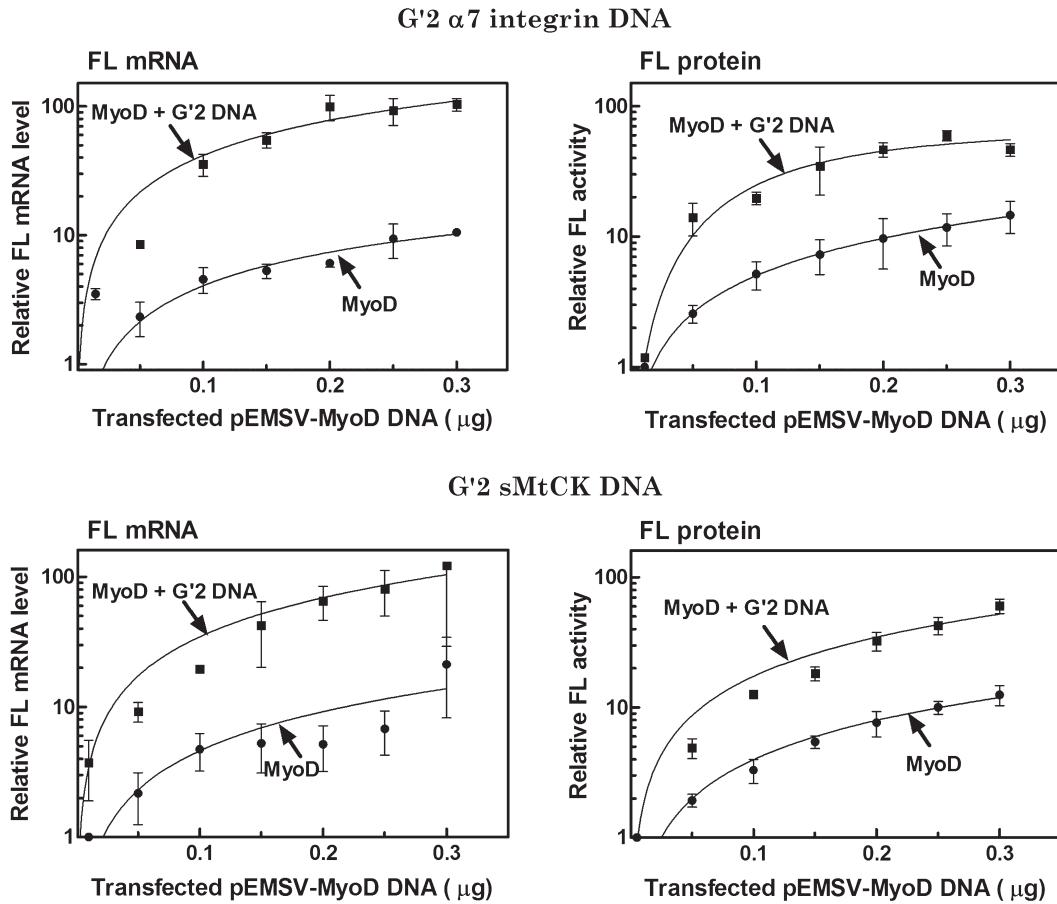 G'2 α7 integrin DNA
FL mRNA
Relative FL mRNA level
100
10
1
MyoD + G'2 DNA
MyoD
0.1 0.2 0.3
Transfected pEMSV-MyoD DNA ( μg)
FL protein
Relative FL activity
100
10
1
MyoD + G'2 DNA
MyoD
0.1 0.2 0.3
Transfected pEMSV-MyoD DNA ( μg)
G'2 sMtCK DNA
FL mRNA
Relative FL mRNA level
100
10
1
MyoD + G'2 DNA
MyoD
0.1 0.2 0.3
Transfected pEMSV-MyoD DNA ( μg)
FL protein
Relative FL activity
100
10
1
MyoD + G'2 DNA
MyoD
0.1 0.2 0.3
Transfected pEMSV-MyoD DNA ( μg)